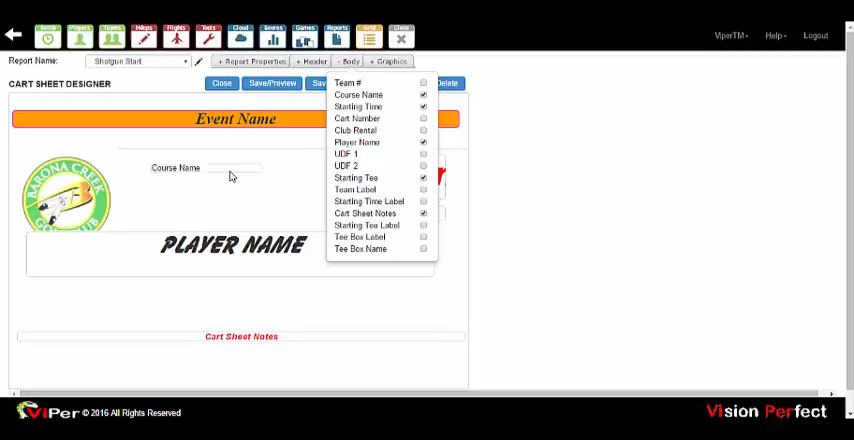 Events Players Teams Hdcps Flights Tools Cloud Scores Games Reports Grid Close
ViperTM Help Logout
Report Name: Shotgun Start + Report Properties + Header - Body + Graphics
CART SHEET DESIGNER Close Save/Preview Sav Delete
Team #
Course Name
Starting Time
Cart Number
Club Rental
Player Name
UDF 1
UDF 2
Starting Tee
Team Label
Starting Time Label
Cart Sheet Notes
Starting Tee Label
Tee Box Label
Tee Box Name
Event Name
Course Name
BARONA CREEK
PLAYER NAME
Cart Sheet Notes
ViPer © 2016 All Rights Reserved
Vision Perfect